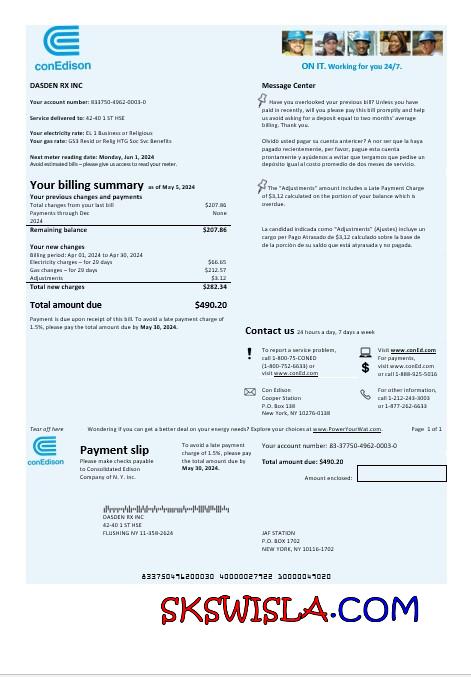 conEdison
ON IT. Working for you 24/7.
DASDEN RX INC
Your account number: 833750-4962-0003-0
Service delivered to: 42-40 1 ST HSE
Your electricity rate: EL 1 Business or Religious
Your gas rate: GS3 Resid or Relig HTG Soc Svc Benefits
Next meter reading date: Monday, Jun 1, 2024
Avoid estimated bills – please give us access to read your meter.
Your billing summary as of May 5, 2024
Your previous changes and payments
Total changes from your last bill $207.86
Payments through Dec None
2024
Remaining balance $207.86
Your new changes
Billing period: Apr 01, 2024 to Apr 30, 2024
Electricity charges – for 29 days $66.65
Gas changes – for 29 days $212.57
Adjustments $3.12
Total new charges $282.34
Total amount due $490.20
Payment is due upon receipt of this bill. To avoid a late payment charge of
1.5%, please pay the total amount due by May 30, 2024.
Message Center
Have you overlooked your previous bill? Unless you have
paid in recently, will you please pay this bill promptly and help
us avoid asking for a deposit equal to two months' average
billing. Thank you.
Olvidó usted pagar su cuenta anterior? A nor ser que la haya
pagado recientemente, per favor, pague esta cuenta
prontamente y ayúdenos a evitar que tergamos que pedirse un
depósito igual al costo promedio de dos meses de servicio.
The "Adjustments" amount includes a Late Payment Charge
of $3,12 calculated on the portion of your balance which is
overdue.
La candidad indicada como "Adjustments" (Ajustes) incluye un
cargo per Pago Atrasado de $3,12 calculado sobre la base de
de la porción de su saldo que está atyrasada y no pagada.
Contact us 24 hours a day, 7 days a week
To report a service problem,
call 1-800-75-CONED
(1-800-752-6633) or
visit www.conEd.com
Visit www.conEd.com
For payments,
visit www.conEd.com
or call 1-888-925-5016
Con Edison
Cooper Station
P.O. Box 138
New York, NY 10276-0138
For other information,
call 1-212-243-3003
or 1-877-262-6633
Tear off here Wondering if you can get a better deal on your energy needs? Explore options at www.PowerYourWat.com. Page 1 of 1
conEdison
Payment slip
Please make checks payable
to Consolidated Edison
Company of N. Y. Inc.
To avoid a late payment
charge of 1.5%, please pay
the total amount due by
May 30, 2024.
Your account number: 83-37750-4962-0003-0
Total amount due: $490.20
Amount enclosed:
DASDEN RX INC
42-40 1 ST HSE
FLUSHING NY 11-358-2624
JAF STATION
P.O. BOX 1702
NEW YORK, NY 10116-1702
833750496200030 40000027922 10000049020
SKSWISLA.COM